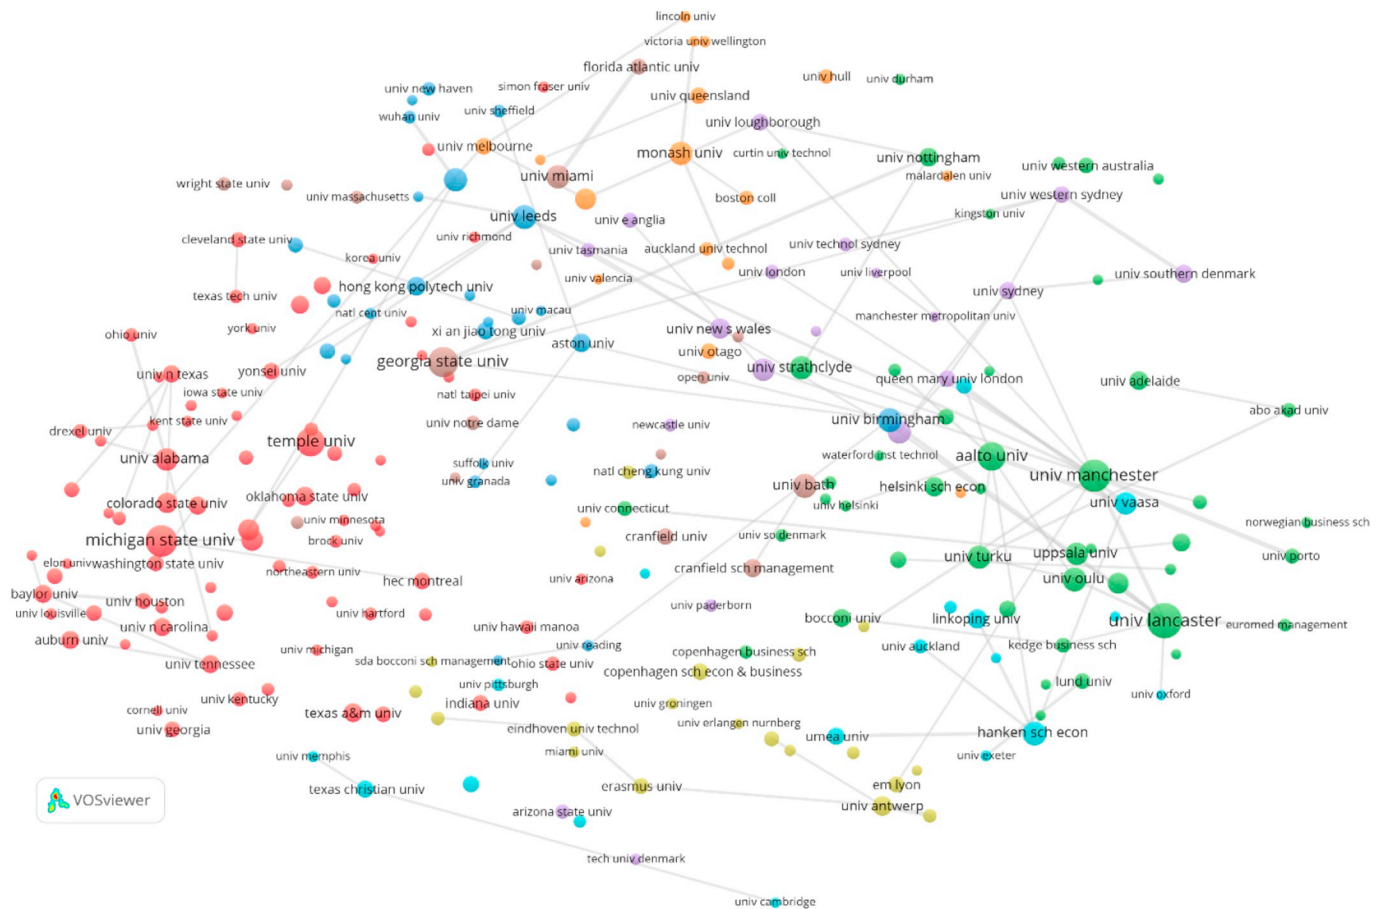 lincoln univ
victoria univ wellington
florida atlantic univ
univ hull
univ durham
univ new haven
simon fraser univ
univ queensland
univ sheffield
wuhan univ
univ loughborough
univ melbourne
monash univ
curtin univ technol
univ nottingham
univ western australia
univ miami
malardalen univ
wright state univ
univ massachusetts
boston coll
univ western sydney
univ leeds
univ e anglia
kingston univ
cleveland state univ
univ richmond
univ tasmania
auckland univ technol
univ technol sydney
korea univ
univ valencia
univ london
univ liverpool
univ southern denmark
hong kong polytech univ
univ sydney
texas tech univ
natl cent univ
univ macau
manchester metropolitan univ
york univ
xi an jiao tong univ
univ new s wales
ohio univ
aston univ
univ otago
georgia state univ
univ strathclyde
univ n texas
yonsei univ
open univ
queen mary univ london
univ adelaide
iowa state univ
natl taipei univ
abo akad univ
kent state univ
univ notre dame
newcastle univ
univ birmingham
drexel univ
temple univ
univ alabama
suffolk univ
waterford inst technol
aalto univ
univ granada
natl cheng kung univ
univ manchester
univ bath
helsinki sch econ
colorado state univ
oklahoma state univ
univ connecticut
univ helsinki
univ vaasa
univ minnesota
norwegian business sch
michigan state univ
brock univ
cranfield univ
univ so denmark
elon univ
washington state univ
univ turku
uppsala univ
univ porto
northeastern univ
hec montreal
univ arizona
cranfield sch management
univ oulu
baylor univ
univ houston
univ paderborn
univ louisville
univ hartford
bocconi univ
linkoping univ
univ lancaster
euromed management
auburn univ
univ n carolina
univ hawaii manoa
univ michigan
univ reading
univ auckland
kedge business sch
univ tennessee
sda bocconi sch management
ohio state univ
copenhagen business sch
copenhagen sch econ & business
univ pittsburgh
lund univ
univ oxford
univ kentucky
cornell univ
texas a&m univ
indiana univ
univ groningen
univ georgia
eindhoven univ technol
univ erlangen nurnberg
umea univ
hanken sch econ
univ memphis
miami univ
univ exeter
texas christian univ
erasmus univ
em lyon
VOSviewer
arizona state univ
univ antwerp
tech univ denmark
univ cambridge